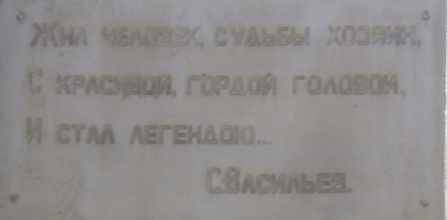 Жил человек, судьбы хозяин,
С красивой, гордой головой,
И стал легендою...
С.Васильев.